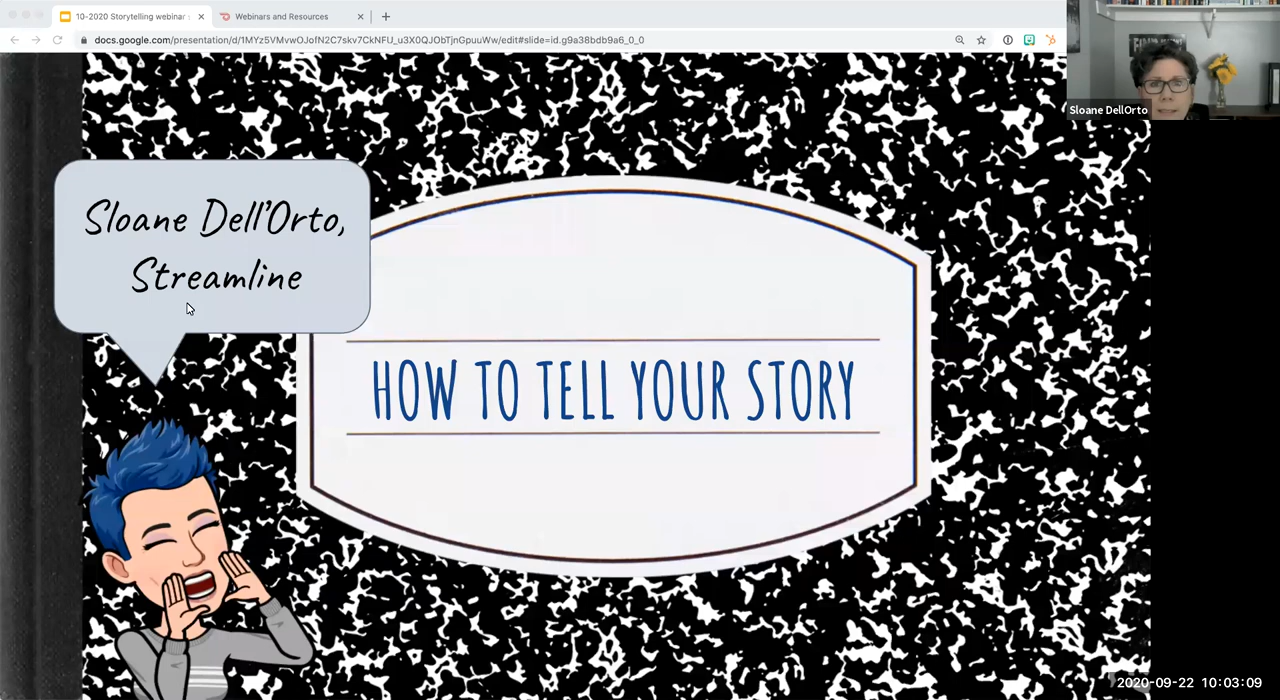 10-2020 Storytelling webinar
Webinars and Resources
docs.google.com/presentation/d/1MYz5VMvwOJofN2C7skv7CkNFU_u3X0QJObTjnGpuuWw/edit#slide=id.g9a38bdb9a6_0_0
Sloane DellOrto
Sloane Dell'Orto,
Streamline
HOW TO TELL YOUR STORY
2020-09-22 10:03:09